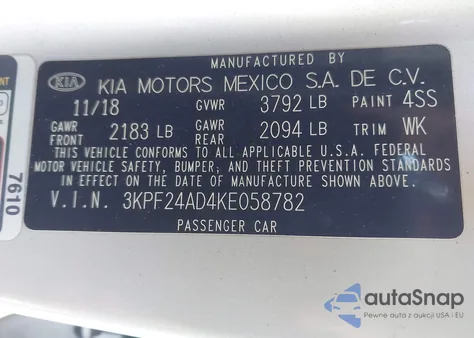 MANUFACTURED BY
KIA KIA MOTORS MEXICO S.A. DE C.V.
11/18 GVWR 3792 LB PAINT 4SS
GAWR FRONT 2183 LB GAWR REAR 2094 LB TRIM WK
THIS VEHICLE CONFORMS TO ALL APPLICABLE U.S.A. FEDERAL
MOTOR VEHICLE SAFETY, BUMPER, AND THEFT PREVENTION STANDARDS
IN EFFECT ON THE DATE OF MANUFACTURE SHOWN ABOVE.
V.I.N. 3KPF24AD4KE058782
PASSENGER CAR
7610
autoSnap
Pewne auta z aukcji USA i EU